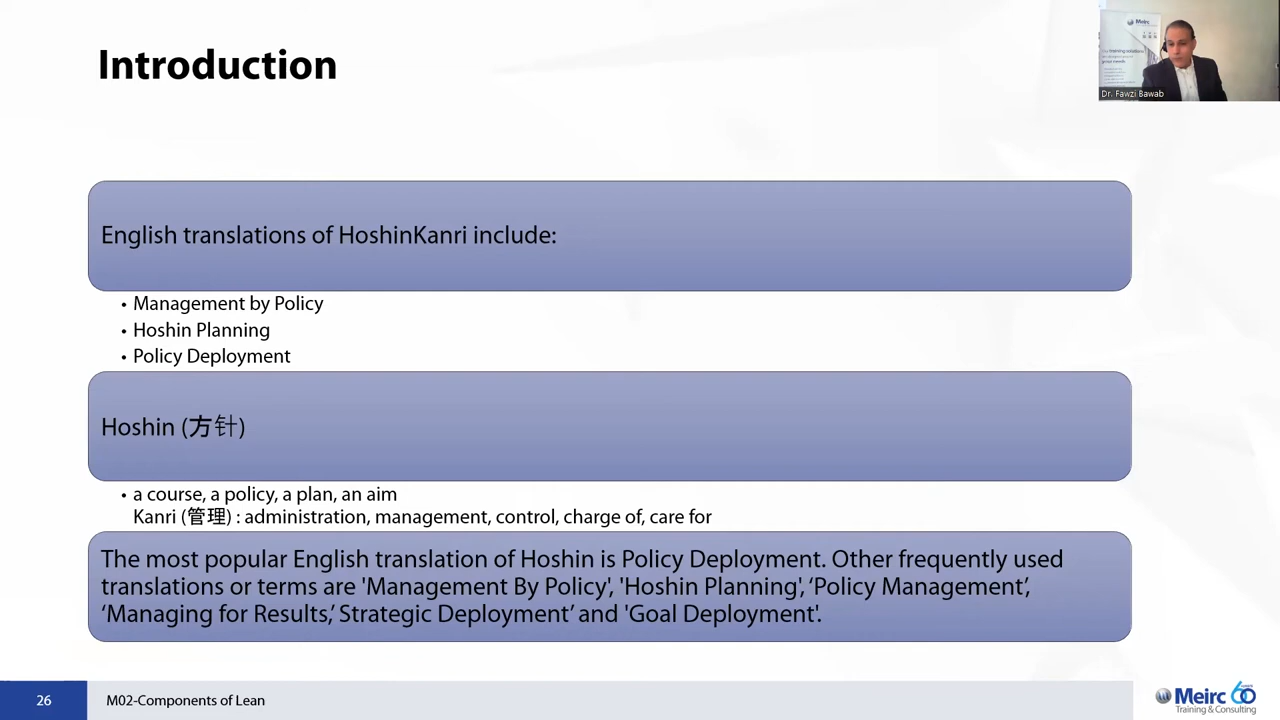 Introduction
Meirc
Dr. Fawzi Bawab
English translations of HoshinKanri include:
• Management by Policy
• Hoshin Planning
• Policy Deployment
Hoshin (方针)
• a course, a policy, a plan, an aim
Kanri (管理) : administration, management, control, charge of, care for
The most popular English translation of Hoshin is Policy Deployment. Other frequently used
translations or terms are 'Management By Policy', 'Hoshin Planning', ‘Policy Management’,
‘Managing for Results,’ Strategic Deployment’ and 'Goal Deployment'.
26
M02-Components of Lean
Meirc 60
Training & Consulting